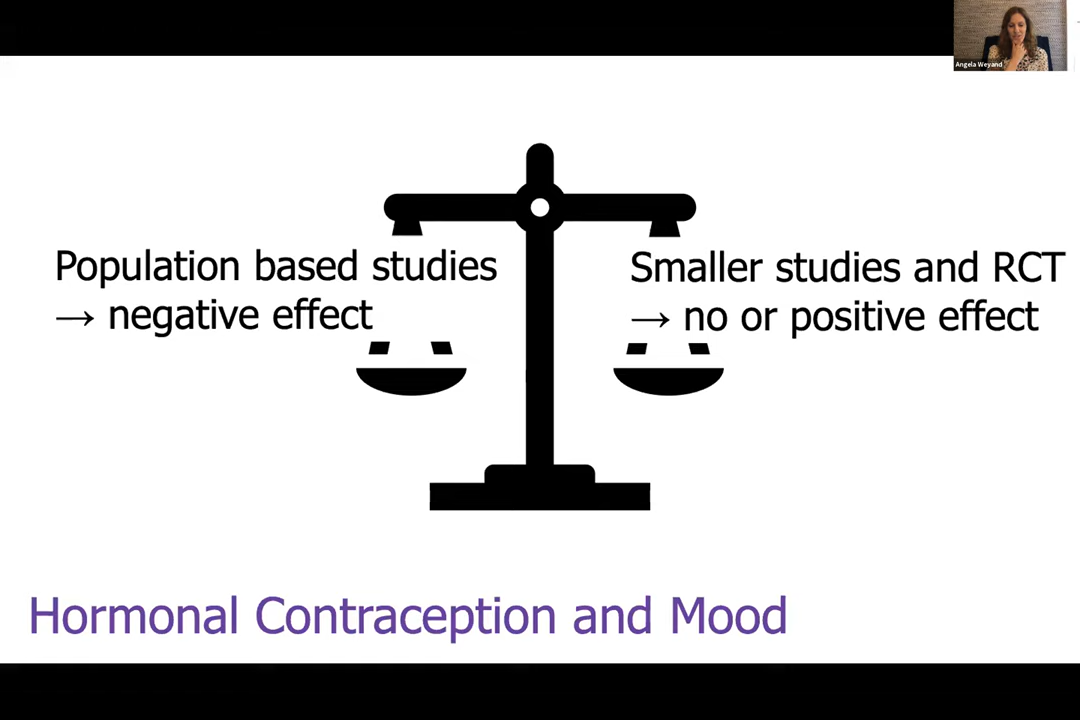 Angela Weyand
Population based studies
→ negative effect
Smaller studies and RCT
→ no or positive effect
Hormonal Contraception and Mood